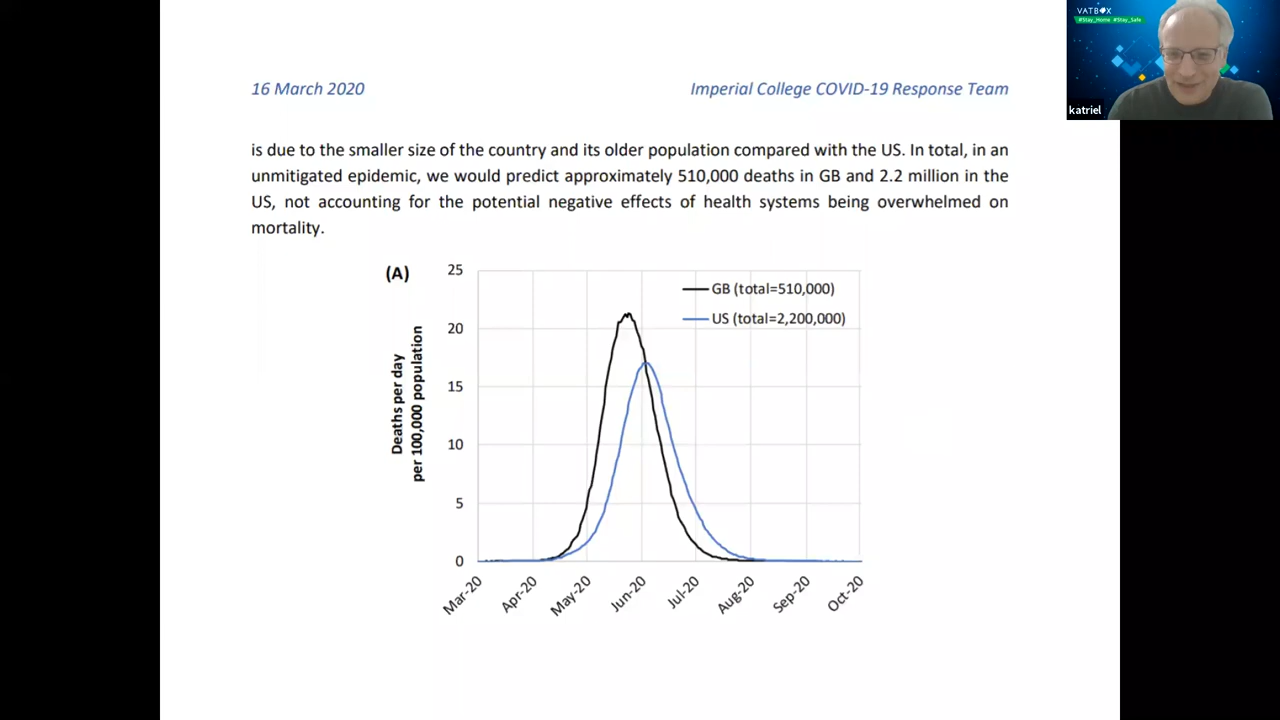 VATBOX
#Stay_Home #Stay_Safe
katriel
16 March 2020
Imperial College COVID-19 Response Team
is due to the smaller size of the country and its older population compared with the US. In total, in an
unmitigated epidemic, we would predict approximately 510,000 deaths in GB and 2.2 million in the
US, not accounting for the potential negative effects of health systems being overwhelmed on
mortality.
(A)
Deaths per day
per 100,000 population
25
20
15
10
5
0
GB (total=510,000)
US (total=2,200,000)
Mar-20
Apr-20
May-20
Jun-20
Jul-20
Aug-20
Sep-20
Oct-20